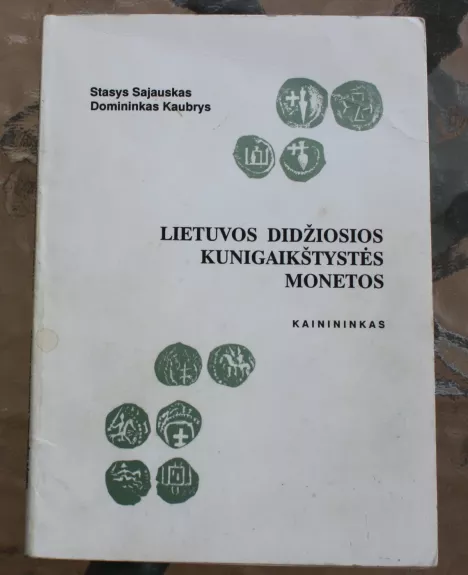 Stasys Sajauskas
Domininkas Kaubrys
LIETUVOS DIDŽIOSIOS
KUNIGAIKŠTYSTĖS
MONETOS
KAINININKAS